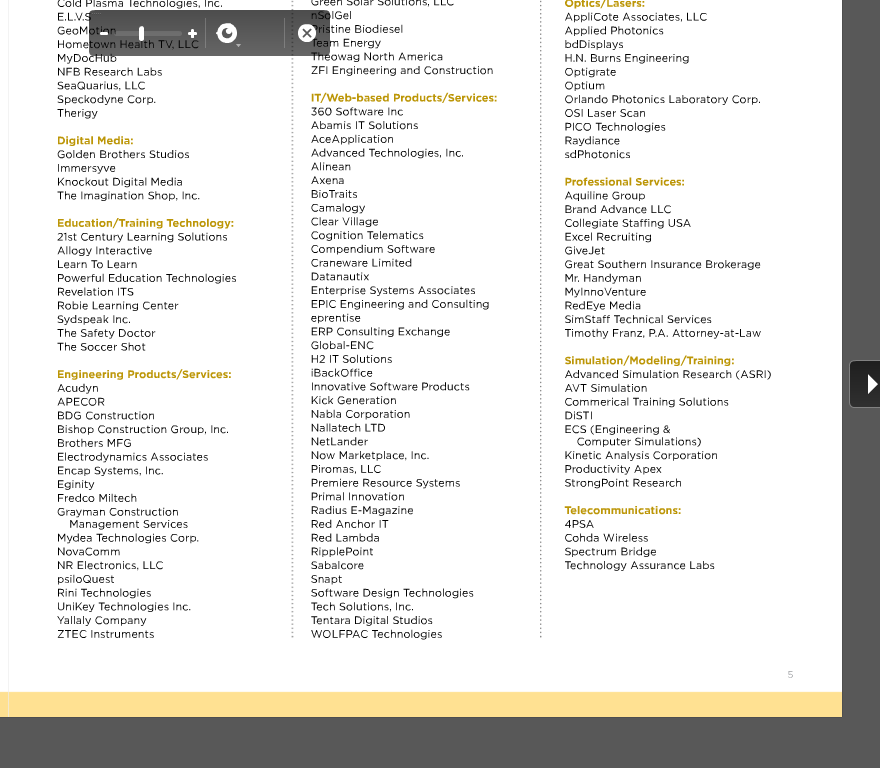 Cold Plasma Technologies, Inc.
E.L.V.S
GeoMotion
Hometown Health TV, LLC
MyDocHub
NFB Research Labs
SeaQuarius, LLC
Speckodyne Corp.
Therigy
Digital Media:
Golden Brothers Studios
Immersyve
Knockout Digital Media
The Imagination Shop, Inc.
Education/Training Technology:
21st Century Learning Solutions
Allogy Interactive
Learn To Learn
Powerful Education Technologies
Revelation ITS
Robie Learning Center
Sydspeak Inc.
The Safety Doctor
The Soccer Shot
Engineering Products/Services:
Acudyn
APECOR
BDG Construction
Bishop Construction Group, Inc.
Brothers MFG
Electrodynamics Associates
Encap Systems, Inc.
Eginity
Fredco Miltech
Grayman Construction
Management Services
Mydea Technologies Corp.
NovaComm
NR Electronics, LLC
psiloQuest
Rini Technologies
UniKey Technologies Inc.
Yallaly Company
ZTEC Instruments
Green Solar Solutions, LLC
nSolGel
Pristine Biodiesel
Team Energy
Theowag North America
ZFI Engineering and Construction
IT/Web-based Products/Services:
360 Software Inc
Abamis IT Solutions
AceApplication
Advanced Technologies, Inc.
Alinean
Axena
BioTraits
Camalogy
Clear Village
Cognition Telematics
Compendium Software
Craneware Limited
Datanautix
Enterprise Systems Associates
EPIC Engineering and Consulting
eprentise
ERP Consulting Exchange
Global-ENC
H2 IT Solutions
iBackOffice
Innovative Software Products
Kick Generation
Nabla Corporation
Nallatech LTD
NetLander
Now Marketplace, Inc.
Piromas, LLC
Premiere Resource Systems
Primal Innovation
Radius E-Magazine
Red Anchor IT
Red Lambda
RipplePoint
Sabalcore
Snapt
Software Design Technologies
Tech Solutions, Inc.
Tentara Digital Studios
WOLFPAC Technologies
Optics/Lasers:
AppliCote Associates, LLC
Applied Photonics
bdDisplays
H.N. Burns Engineering
Optigrate
Optium
Orlando Photonics Laboratory Corp.
OSI Laser Scan
PICO Technologies
Raydiance
sdPhotonics
Professional Services:
Aquiline Group
Brand Advance LLC
Collegiate Staffing USA
Excel Recruiting
GiveJet
Great Southern Insurance Brokerage
Mr. Handyman
MyInnoVenture
RedEye Media
SimStaff Technical Services
Timothy Franz, P.A. Attorney-at-Law
Simulation/Modeling/Training:
Advanced Simulation Research (ASRI)
AVT Simulation
Commerical Training Solutions
DiSTI
ECS (Engineering &
Computer Simulations)
Kinetic Analysis Corporation
Productivity Apex
StrongPoint Research
Telecommunications:
4PSA
Cohda Wireless
Spectrum Bridge
Technology Assurance Labs
5